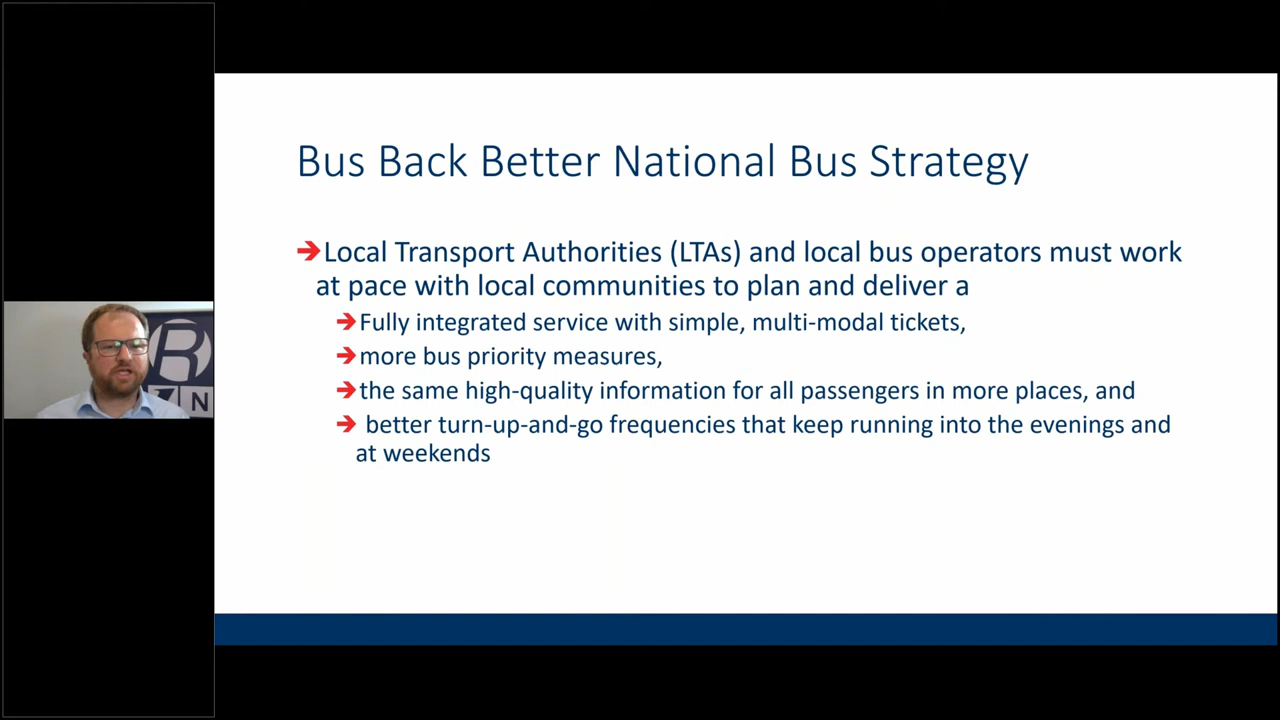 Bus Back Better National Bus Strategy
Local Transport Authorities (LTAs) and local bus operators must work
at pace with local communities to plan and deliver a
Fully integrated service with simple, multi-modal tickets,
more bus priority measures,
the same high-quality information for all passengers in more places, and
better turn-up-and-go frequencies that keep running into the evenings and
at weekends
R
N